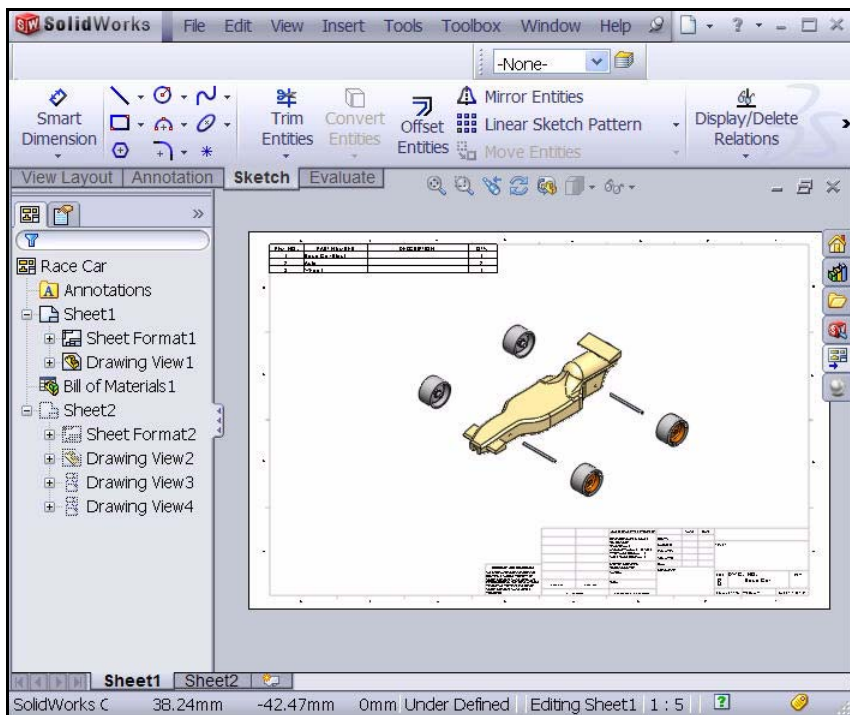 SolidWorks File Edit View Insert Tools Toolbox Window Help ?
-None-
Smart Dimension
Trim Entities
Convert Entities
Offset Entities
Mirror Entities
Linear Sketch Pattern
Move Entities
Display/Delete Relations
View Layout Annotation Sketch Evaluate
Race Car
A Annotations
Sheet1
Sheet Format1
Drawing View1
Bill of Materials1
Sheet2
Sheet Format2
Drawing View2
Drawing View3
Drawing View4
Sheet1 Sheet2
SolidWorks C 38.24mm -42.47mm 0mm Under Defined Editing Sheet1 1 : 5 ?